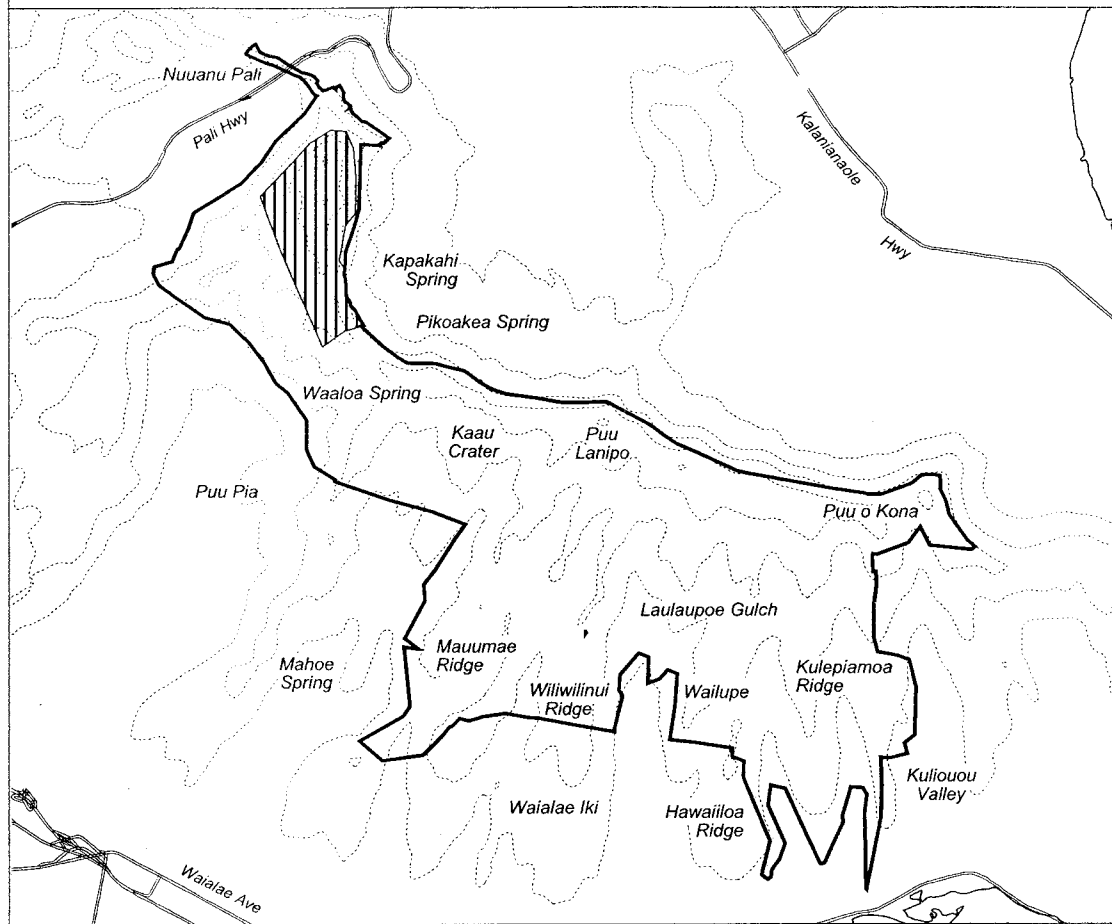 Nuuanu Pali
Pali Hwy
Kalanianaole
Hwy
Kapakahi
Spring
Pikoakea Spring
Waaloa Spring
Kaau
Crater
Puu
Lanipo
Puu Pia
Puu o Kona
Laulaupoe Gulch
Mauumae
Ridge
Mahoe
Spring
Wiliwilinui
Ridge
Wailupe
Kulepiamoa
Ridge
Kuliouou
Valley
Waialae Iki
Hawaiiloa
Ridge
Waialae Ave